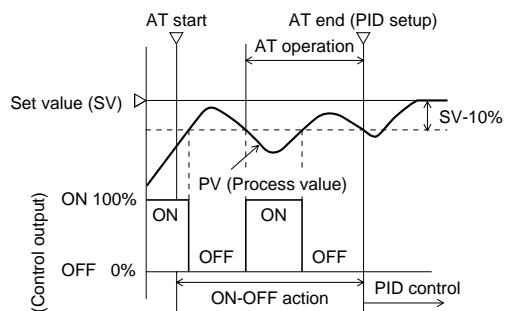 AT start
AT end (PID setup)
AT operation
Set value (SV)
SV-10%
PV (Process value)
ON 100%
ON
ON
(Control output)
OFF
OFF
OFF 0%
PID control
ON-OFF action